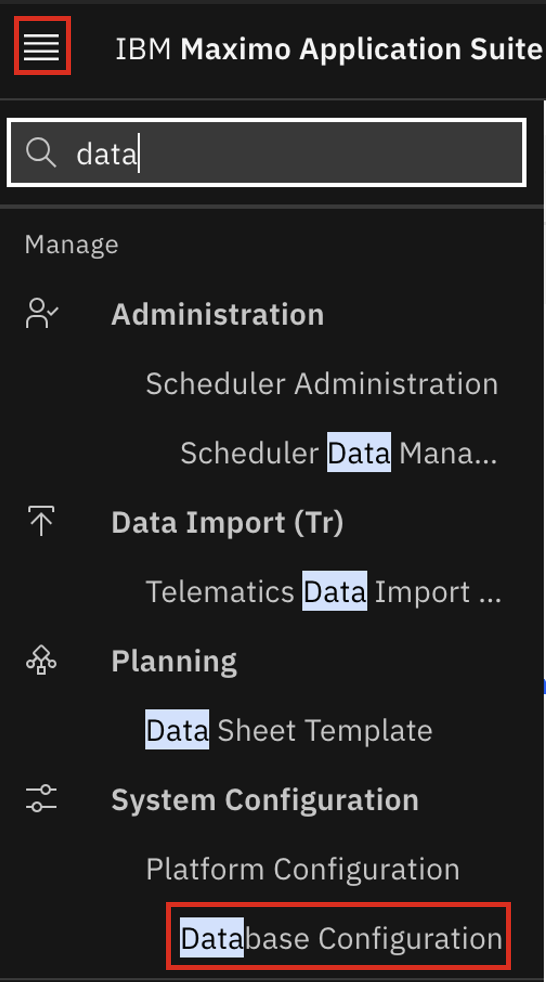 IBM Maximo Application Suite
data
Manage
Administration
Scheduler Administration
Scheduler Data Mana...
Data Import (Tr)
Telematics Data Import ...
Planning
Data Sheet Template
System Configuration
Platform Configuration
Database Configuration